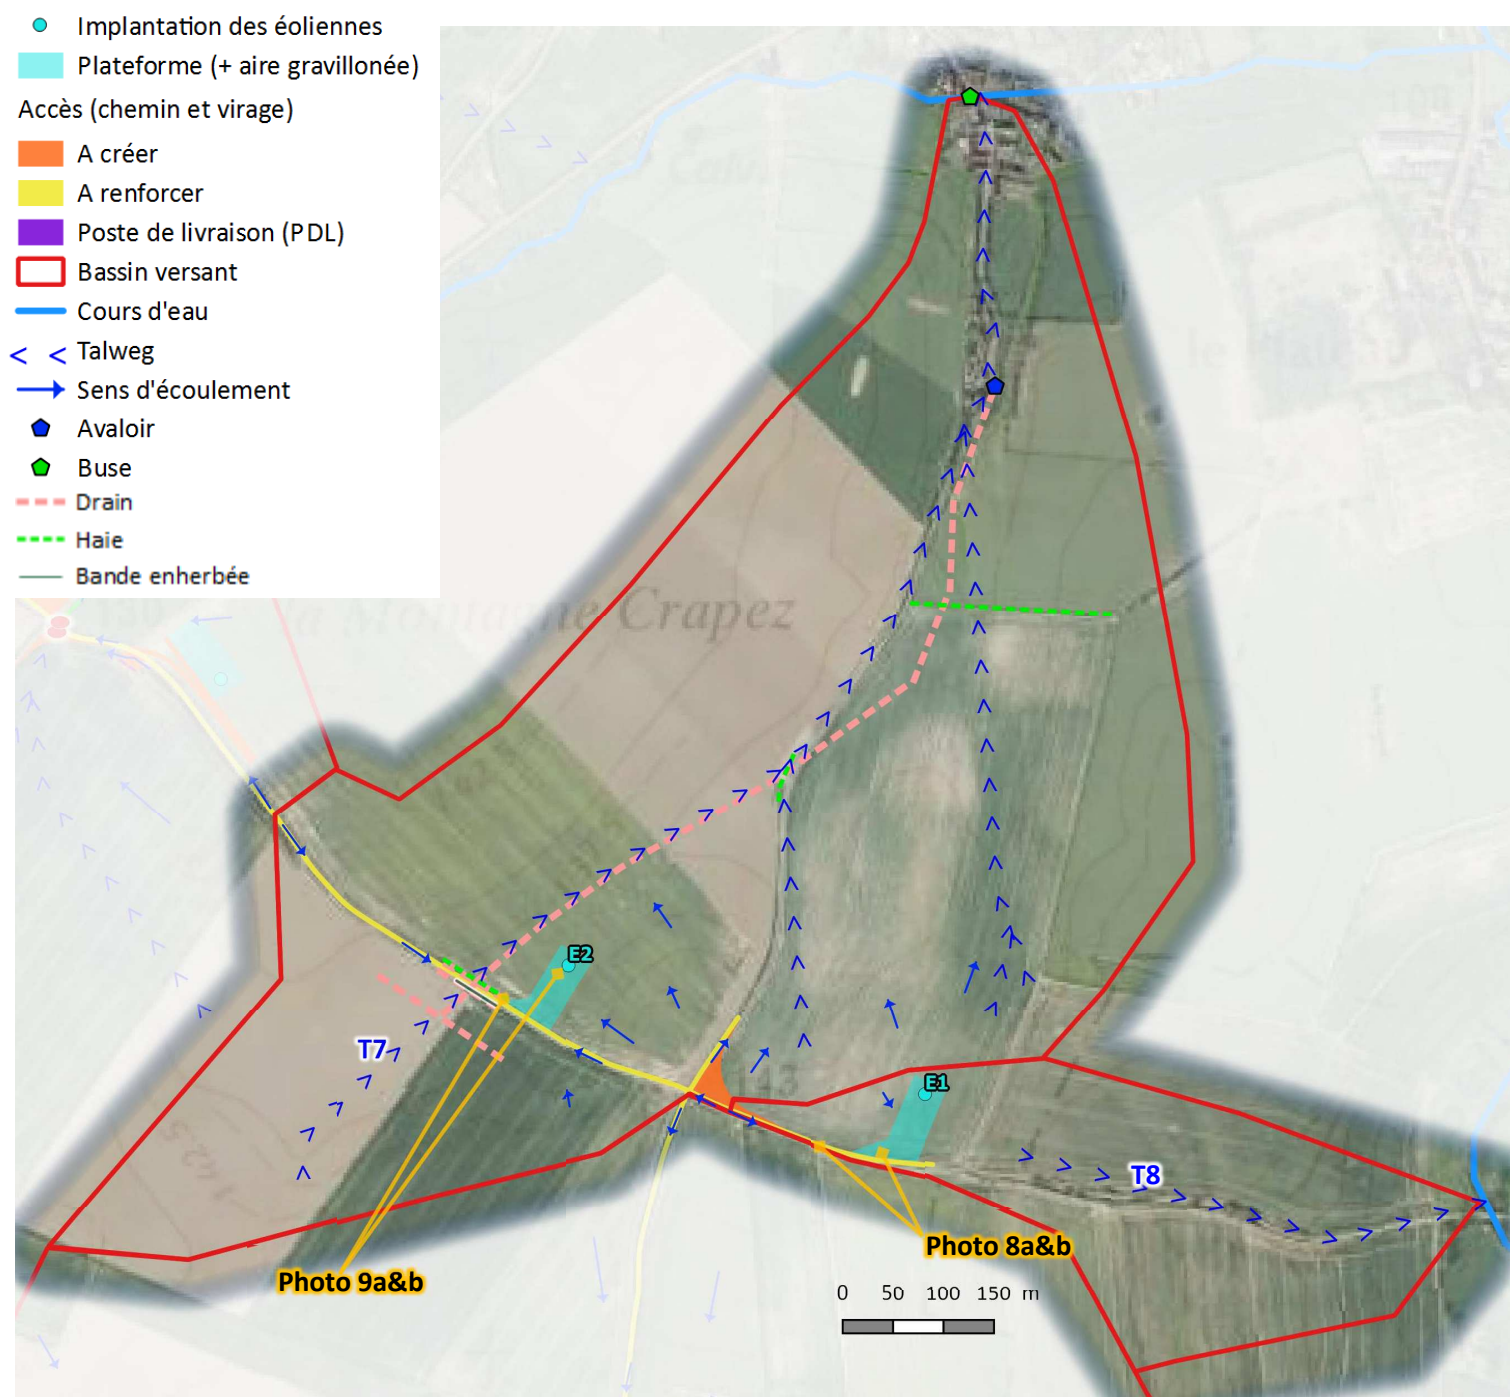 Implantation des éoliennes
Plateforme (+ aire gravillonée)
Accès (chemin et virage)
A créer
A renforcer
Poste de livraison (PDL)
Bassin versant
Cours d'eau
Talweg
Sens d'écoulement
Avaloir
Buse
Drain
Haie
Bande enherbée
150
Crapez
E2
T7
143
E1
T8
Photo 8a&b
Photo 9a&b
0 50 100 150 m